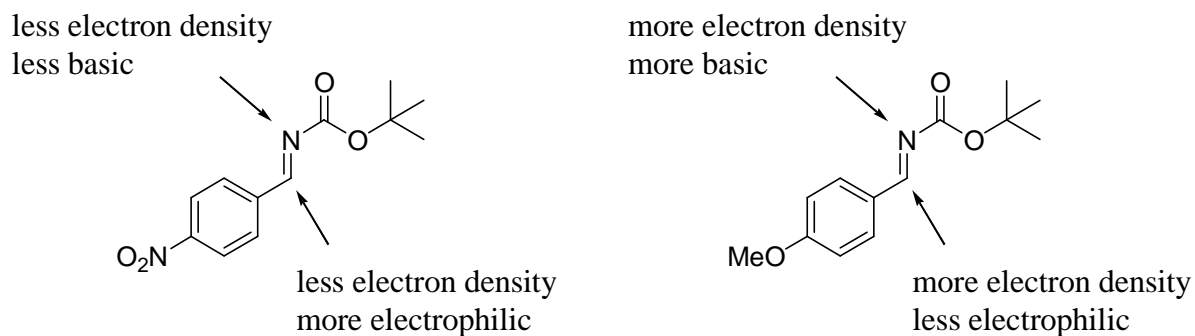 less electron density
less basic
O
N
O
O2N
less electron density
more electrophilic
more electron density
more basic
O
N
O
MeO
more electron density
less electrophilic